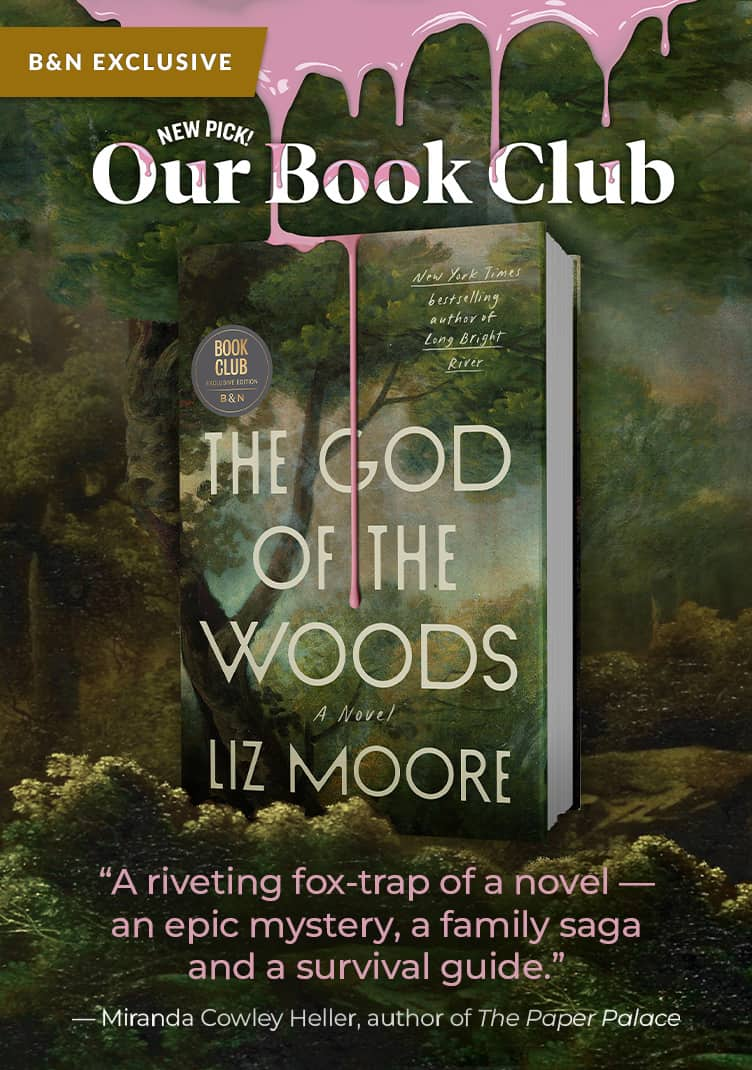 B&N EXCLUSIVE
NEW PICK!
Our Book Club
New York Times
bestselling
author of
Long Bright
River
BOOK
CLUB
EXCLUSIVE EDITION
B&N
THE GOD
OF THE
WOODS
A Novel
LIZ MOORE
“A riveting fox-trap of a novel —
an epic mystery, a family saga
and a survival guide.”
— Miranda Cowley Heller, author of The Paper Palace